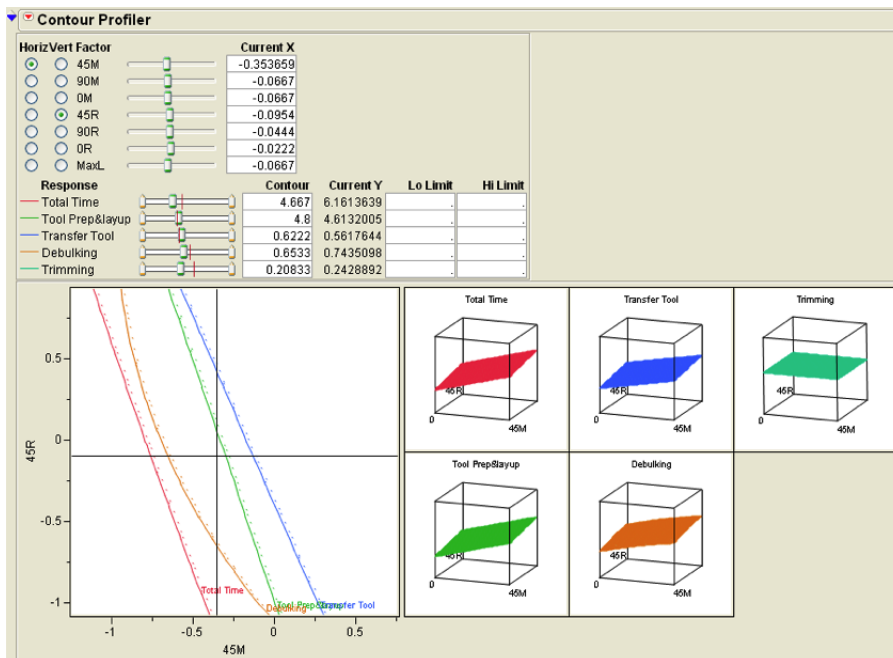 Contour Profiler
Horiz Vert Factor Current X
45M -0.353659
90M -0.0667
0M -0.0667
45R -0.0954
90R -0.0444
0R -0.0222
MaxL -0.0667
Response Contour Current Y Lo Limit Hi Limit
Total Time 4.667 6.1613639 . .
Tool Prep&layup 4.8 4.6132005 . .
Transfer Tool 0.6222 0.5617644 . .
Debulking 0.6533 0.7435098 . .
Trimming 0.20833 0.2428892 . .
Total Time Transfer Tool Trimming
0.5
0
-0.5
-1
45R
45R 45R 45R
0 45M 0 45M 0 45M
Tool Prep&layup Debulking
45R 45R
0 45M 0 45M
Total Time
Debulking Tool Prep&layup Transfer Tool
-1 -0.5 0 0.5
45M